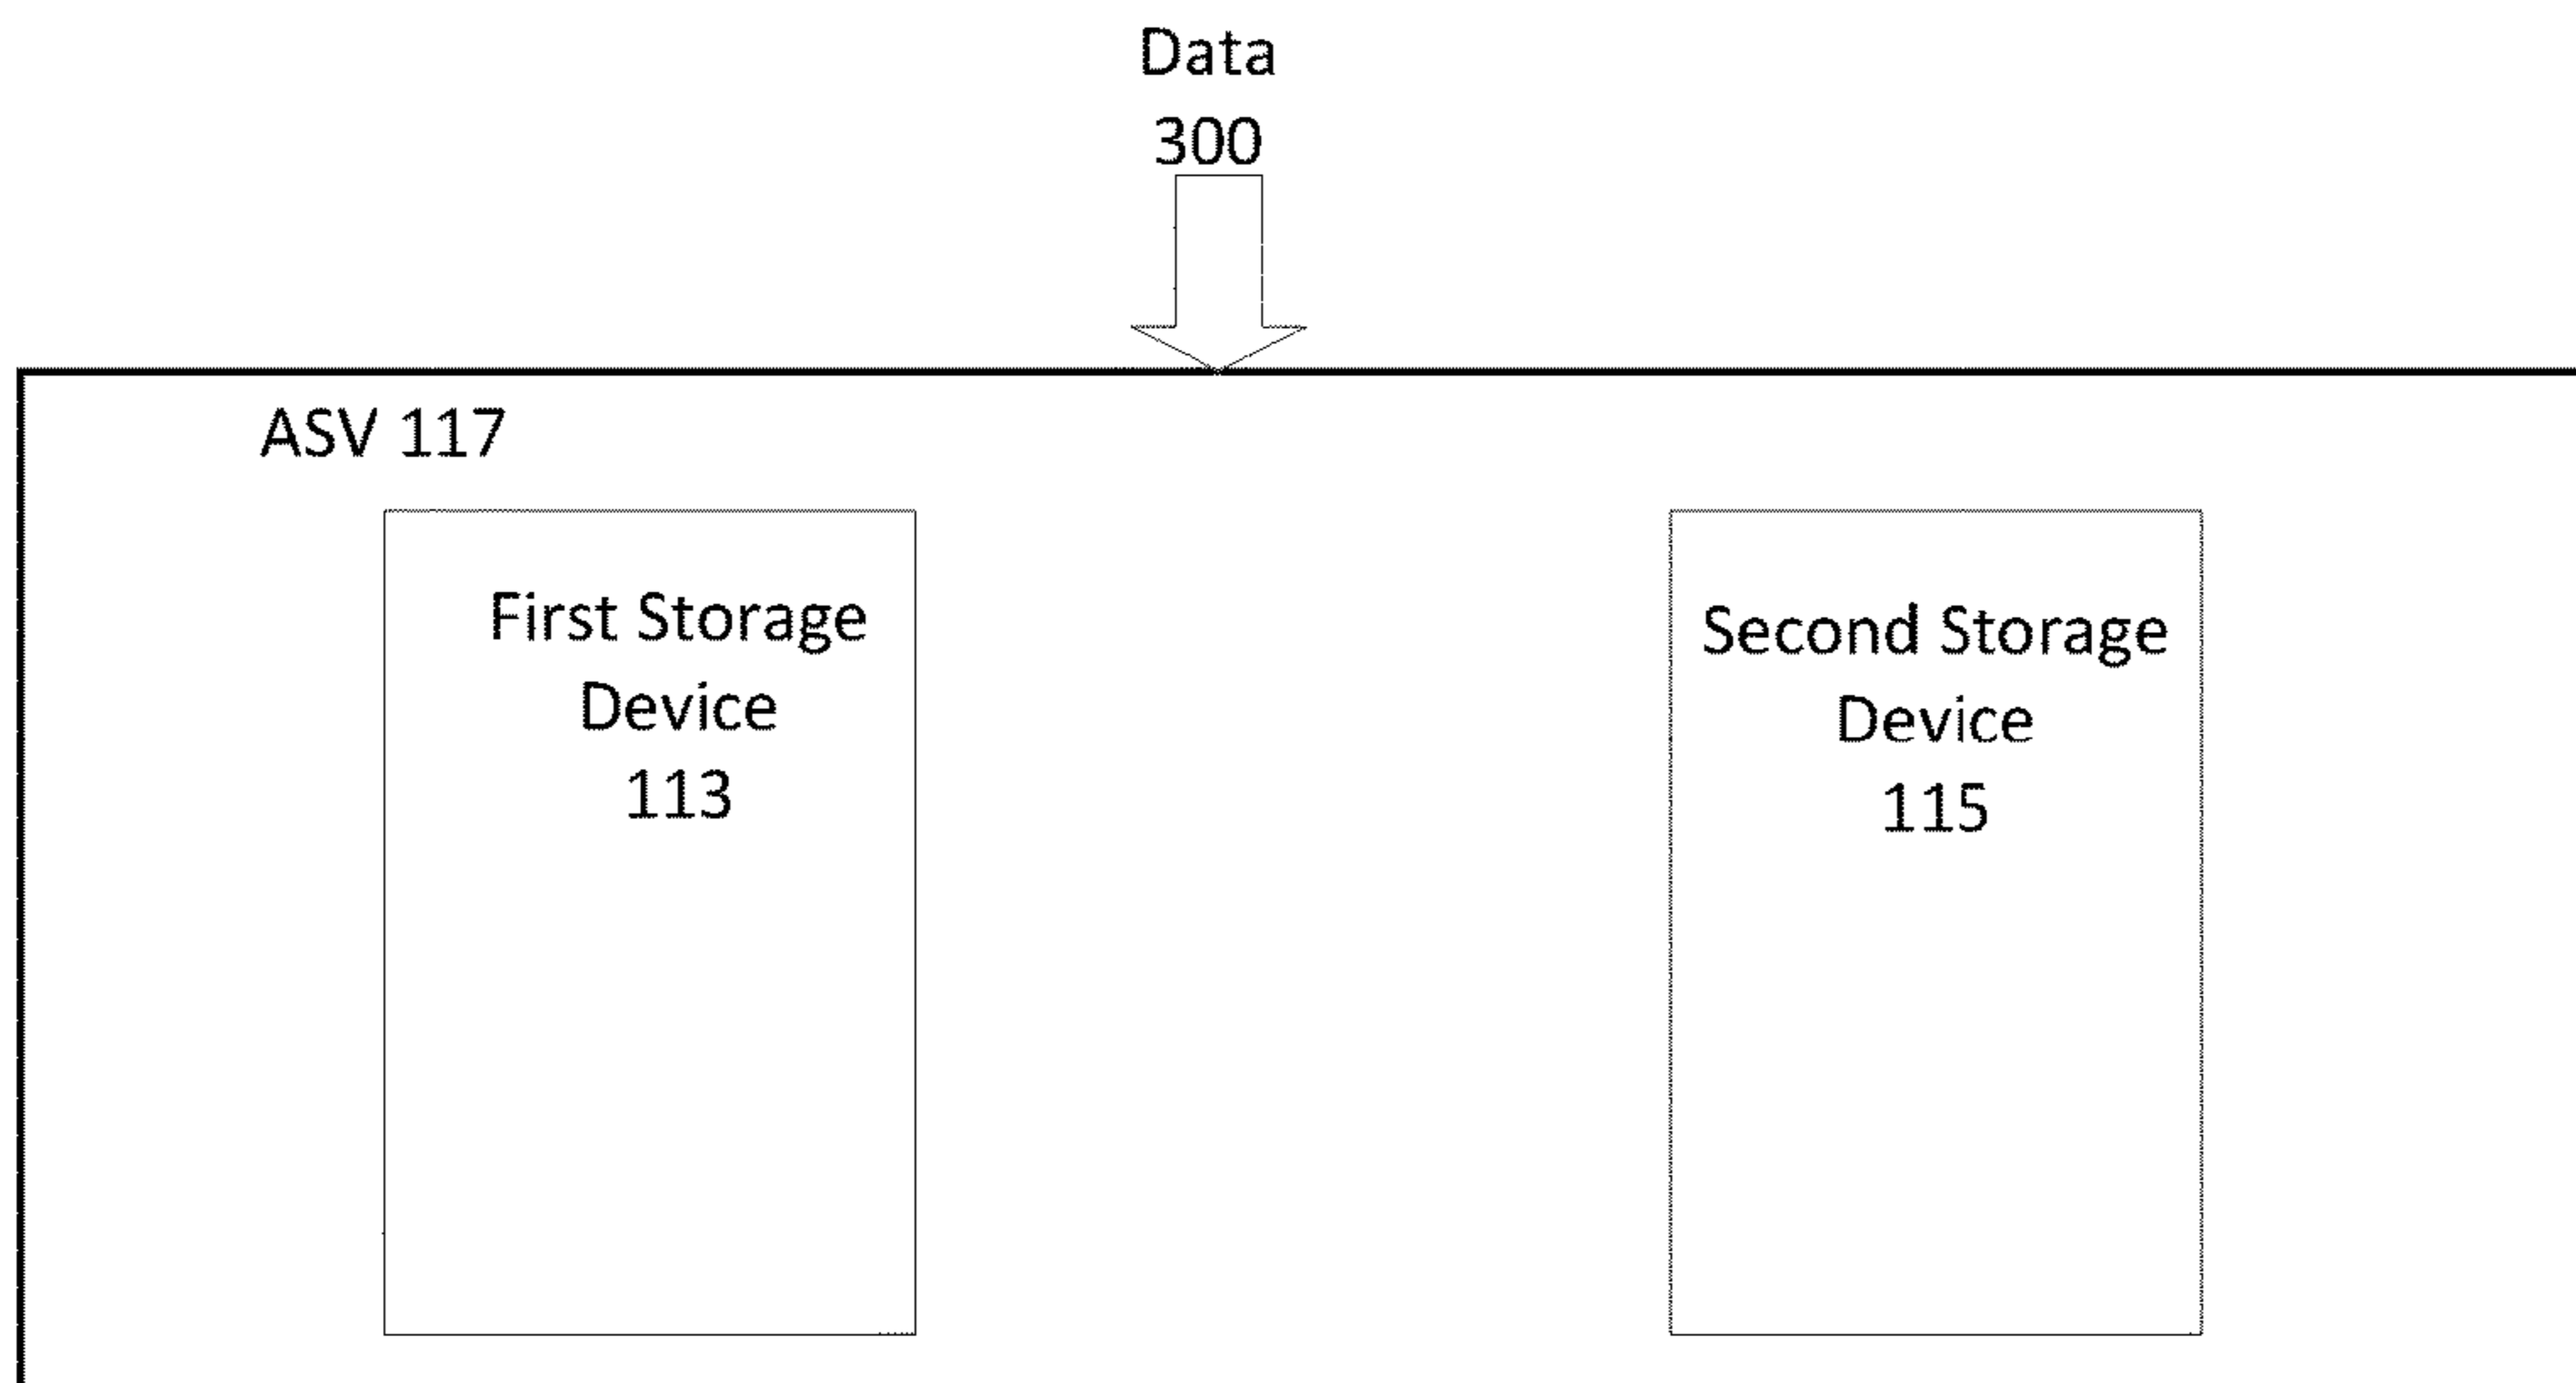 Data
300
ASV 117
First Storage
Device
113
Second Storage
Device
115